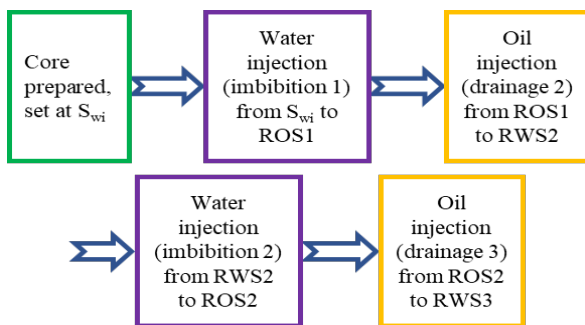 Core
prepared,
set at Swi
Water
injection
(imbibition 1)
from Swi to
ROS1
Oil
injection
(drainage 2)
from ROS1
to RWS2
Water
injection
(imbibition 2)
from RWS2
to ROS2
Oil
injection
(drainage 3)
from ROS2
to RWS3